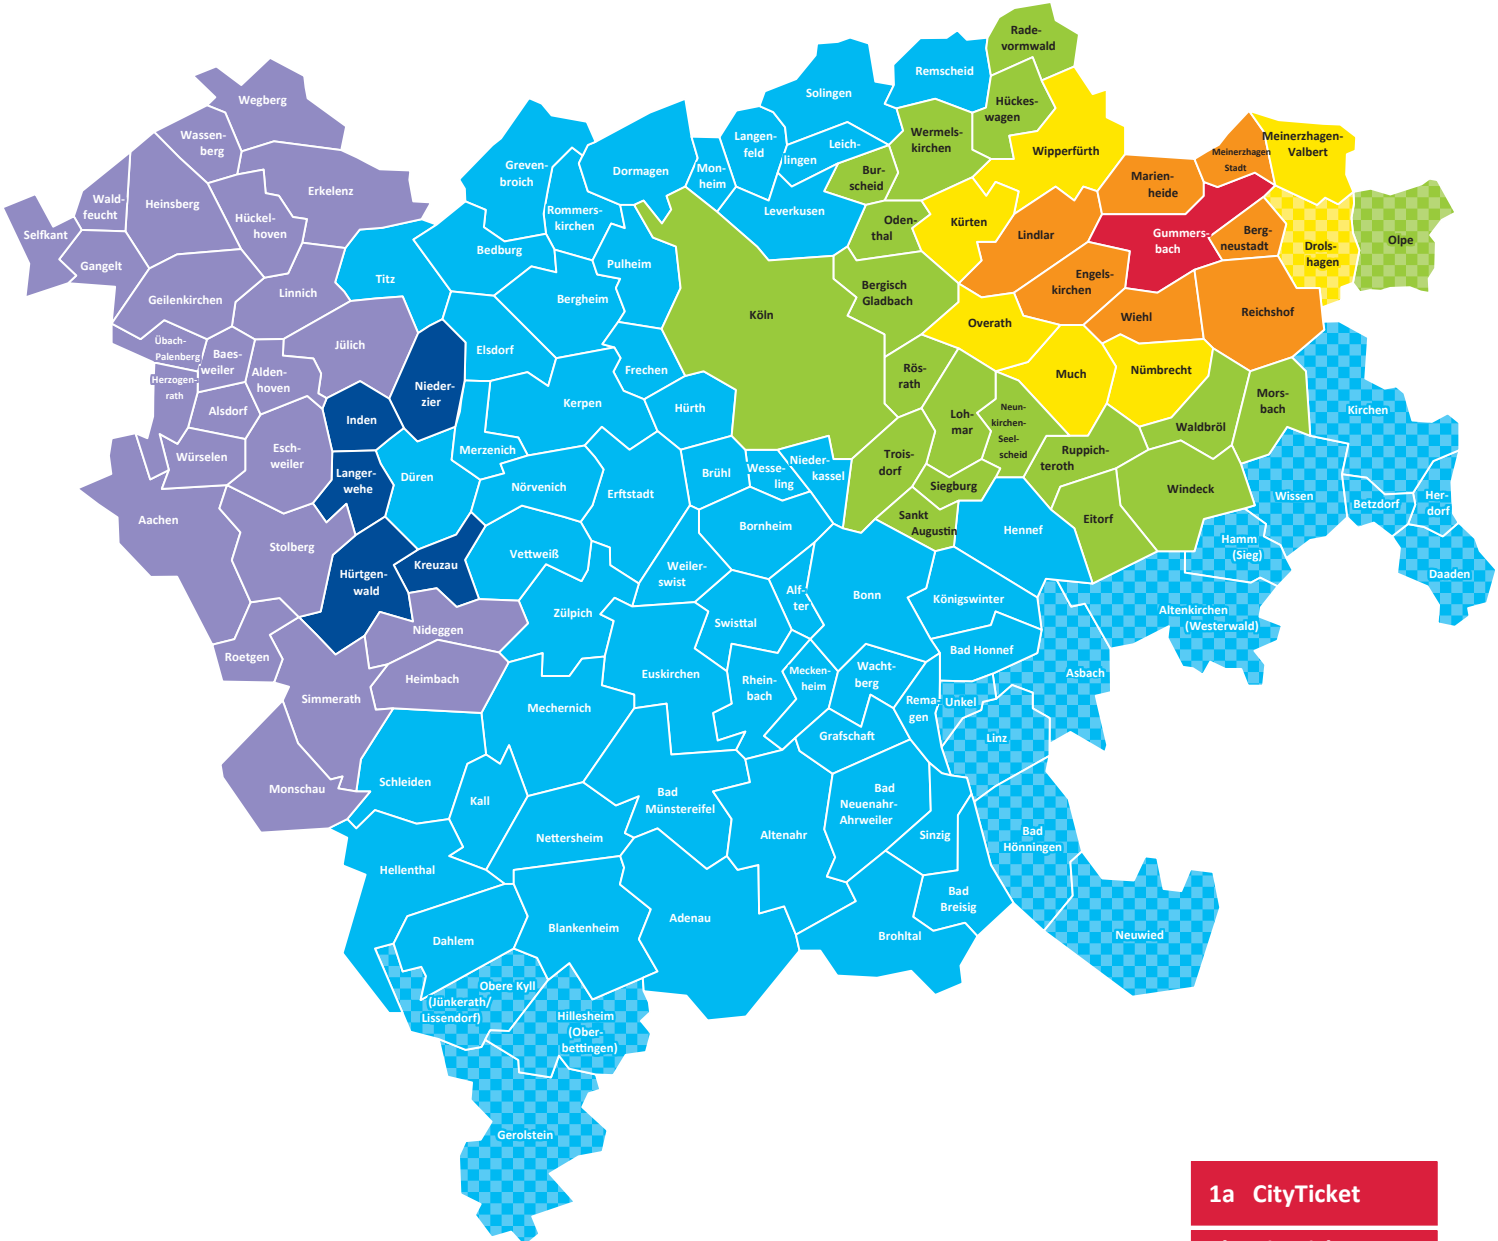 Rade-
vormwald
Remscheid
Solingen
Hückes-
wagen
Wegberg
Wassen-
berg
Langen-
feld
Leich-
lingen
Wermels-
kirchen
Wipperfürth
Meinerzhagen-
Valbert
Meinerzhagen
Stadt
Greven-
broich
Dormagen
Mon-
heim
Bur-
scheid
Marien-
heide
Erkelenz
Wald-
feucht
Heinsberg
Hückel-
hoven
Rommers-
kirchen
Leverkusen
Oden-
thal
Kürten
Lindlar
Gummers-
bach
Berg-
neustadt
Drols-
hagen
Olpe
Selfkant
Gangelt
Titz
Bedburg
Pulheim
Geilenkirchen
Linnich
Bergheim
Bergisch
Gladbach
Engels-
kirchen
Köln
Overath
Wiehl
Reichshof
Übach-
Palenberg
Baes-
weiler
Jülich
Elsdorf
Frechen
Herzogen-
rath
Alden-
hoven
Nieder-
zier
Rös-
rath
Much
Nümbrecht
Alsdorf
Inden
Kerpen
Hürth
Loh-
mar
Neun-
kirchen-
Seel-
scheid
Waldbröl
Mors-
bach
Kirchen
Würselen
Esch-
weiler
Langer-
wehe
Düren
Merzenich
Nörvenich
Erftstadt
Brühl
Wesse-
ling
Nieder-
kassel
Trois-
dorf
Siegburg
Ruppich-
teroth
Windeck
Wissen
Betzdorf
Her-
dorf
Aachen
Stolberg
Sankt
Augustin
Hennef
Eitorf
Hamm
(Sieg)
Daaden
Bornheim
Vettweiß
Kreuzau
Hürtgen-
wald
Weiler-
swist
Alf-
ter
Bonn
Königswinter
Altenkirchen
(Westerwald)
Zülpich
Swisttal
Nideggen
Bad Honnef
Roetgen
Heimbach
Simmerath
Euskirchen
Rhein-
bach
Mecken-
heim
Wacht-
berg
Asbach
Mechernich
Rema-
gen
Unkel
Grafschaft
Linz
Monschau
Schleiden
Kall
Bad
Münstereifel
Bad
Neuenahr-
Ahrweiler
Altenahr
Sinzig
Bad
Hönningen
Nettersheim
Hellenthal
Bad
Breisig
Adenau
Blankenheim
Brohltal
Neuwied
Dahlem
Obere Kyll
(Jünkerath/
Lissendorf)
Hillesheim
(Ober-
bettingen)
Gerolstein
1a CityTicket